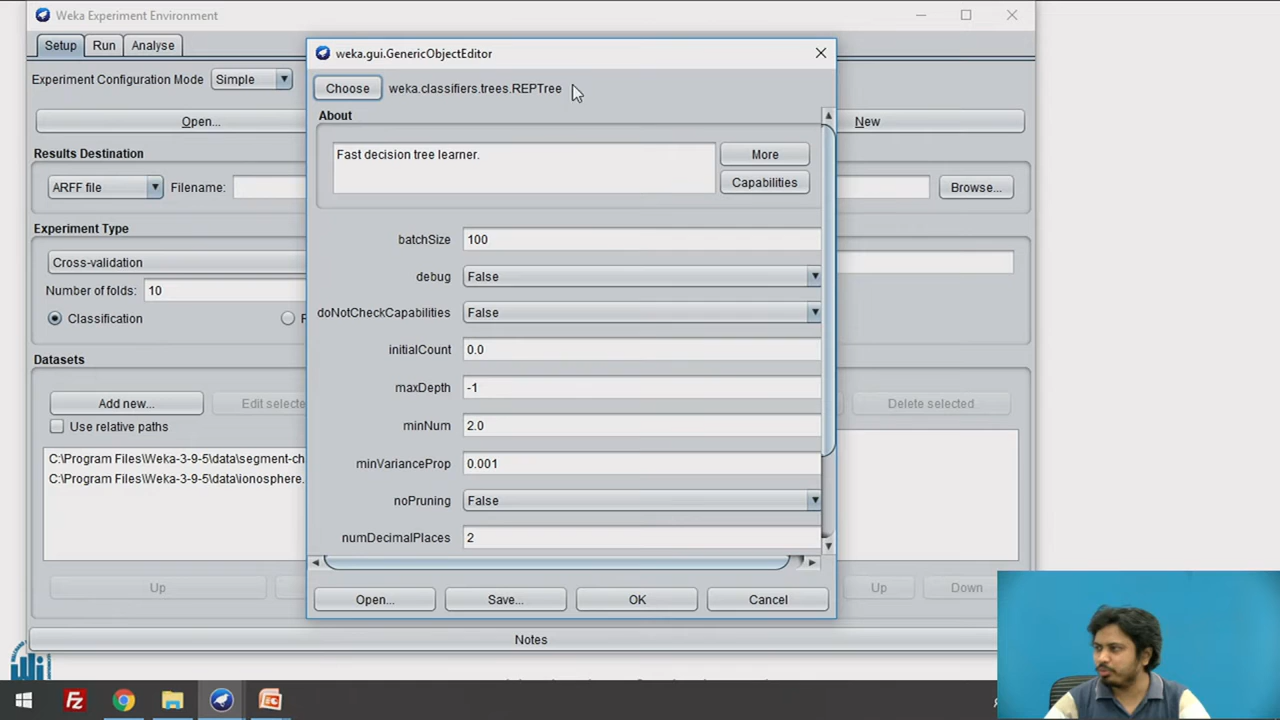 Weka Experiment Environment
Setup Run Analyse
weka.gui.GenericObjectEditor
Experiment Configuration Mode Simple
Choose weka.classifiers.trees.REPTree
About
Open... New
Results Destination
Fast decision tree learner.
More
Capabilities
ARFF file Filename: Browse...
Experiment Type
batchSize 100
Cross-validation
debug False
Number of folds: 10
doNotCheckCapabilities False
Classification
initialCount 0.0
Datasets
maxDepth -1
Add new... Edit selecte Delete selected
Use relative paths
minNum 2.0
C:\Program Files\Weka-3-9-5\data\segment-ch
minVarianceProp 0.001
C:\Program Files\Weka-3-9-5\data\ionosphere.
noPruning False
numDecimalPlaces 2
Up Up Down
Open... Save... OK Cancel
Notes